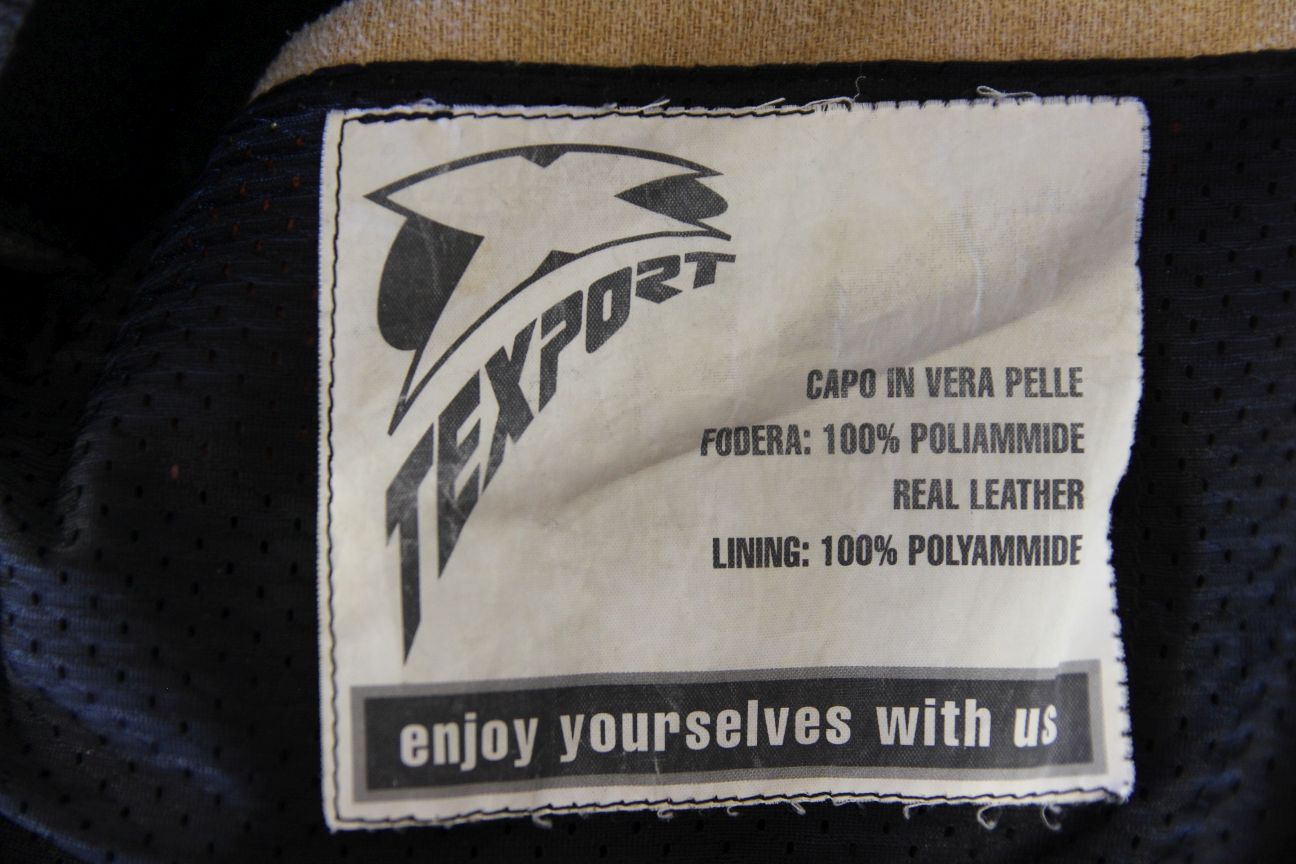 TEXPORT
CAPO IN VERA PELLE
FODERA: 100% POLIAMMIDE
REAL LEATHER
LINING: 100% POLYAMMIDE
enjoy yourselves with us